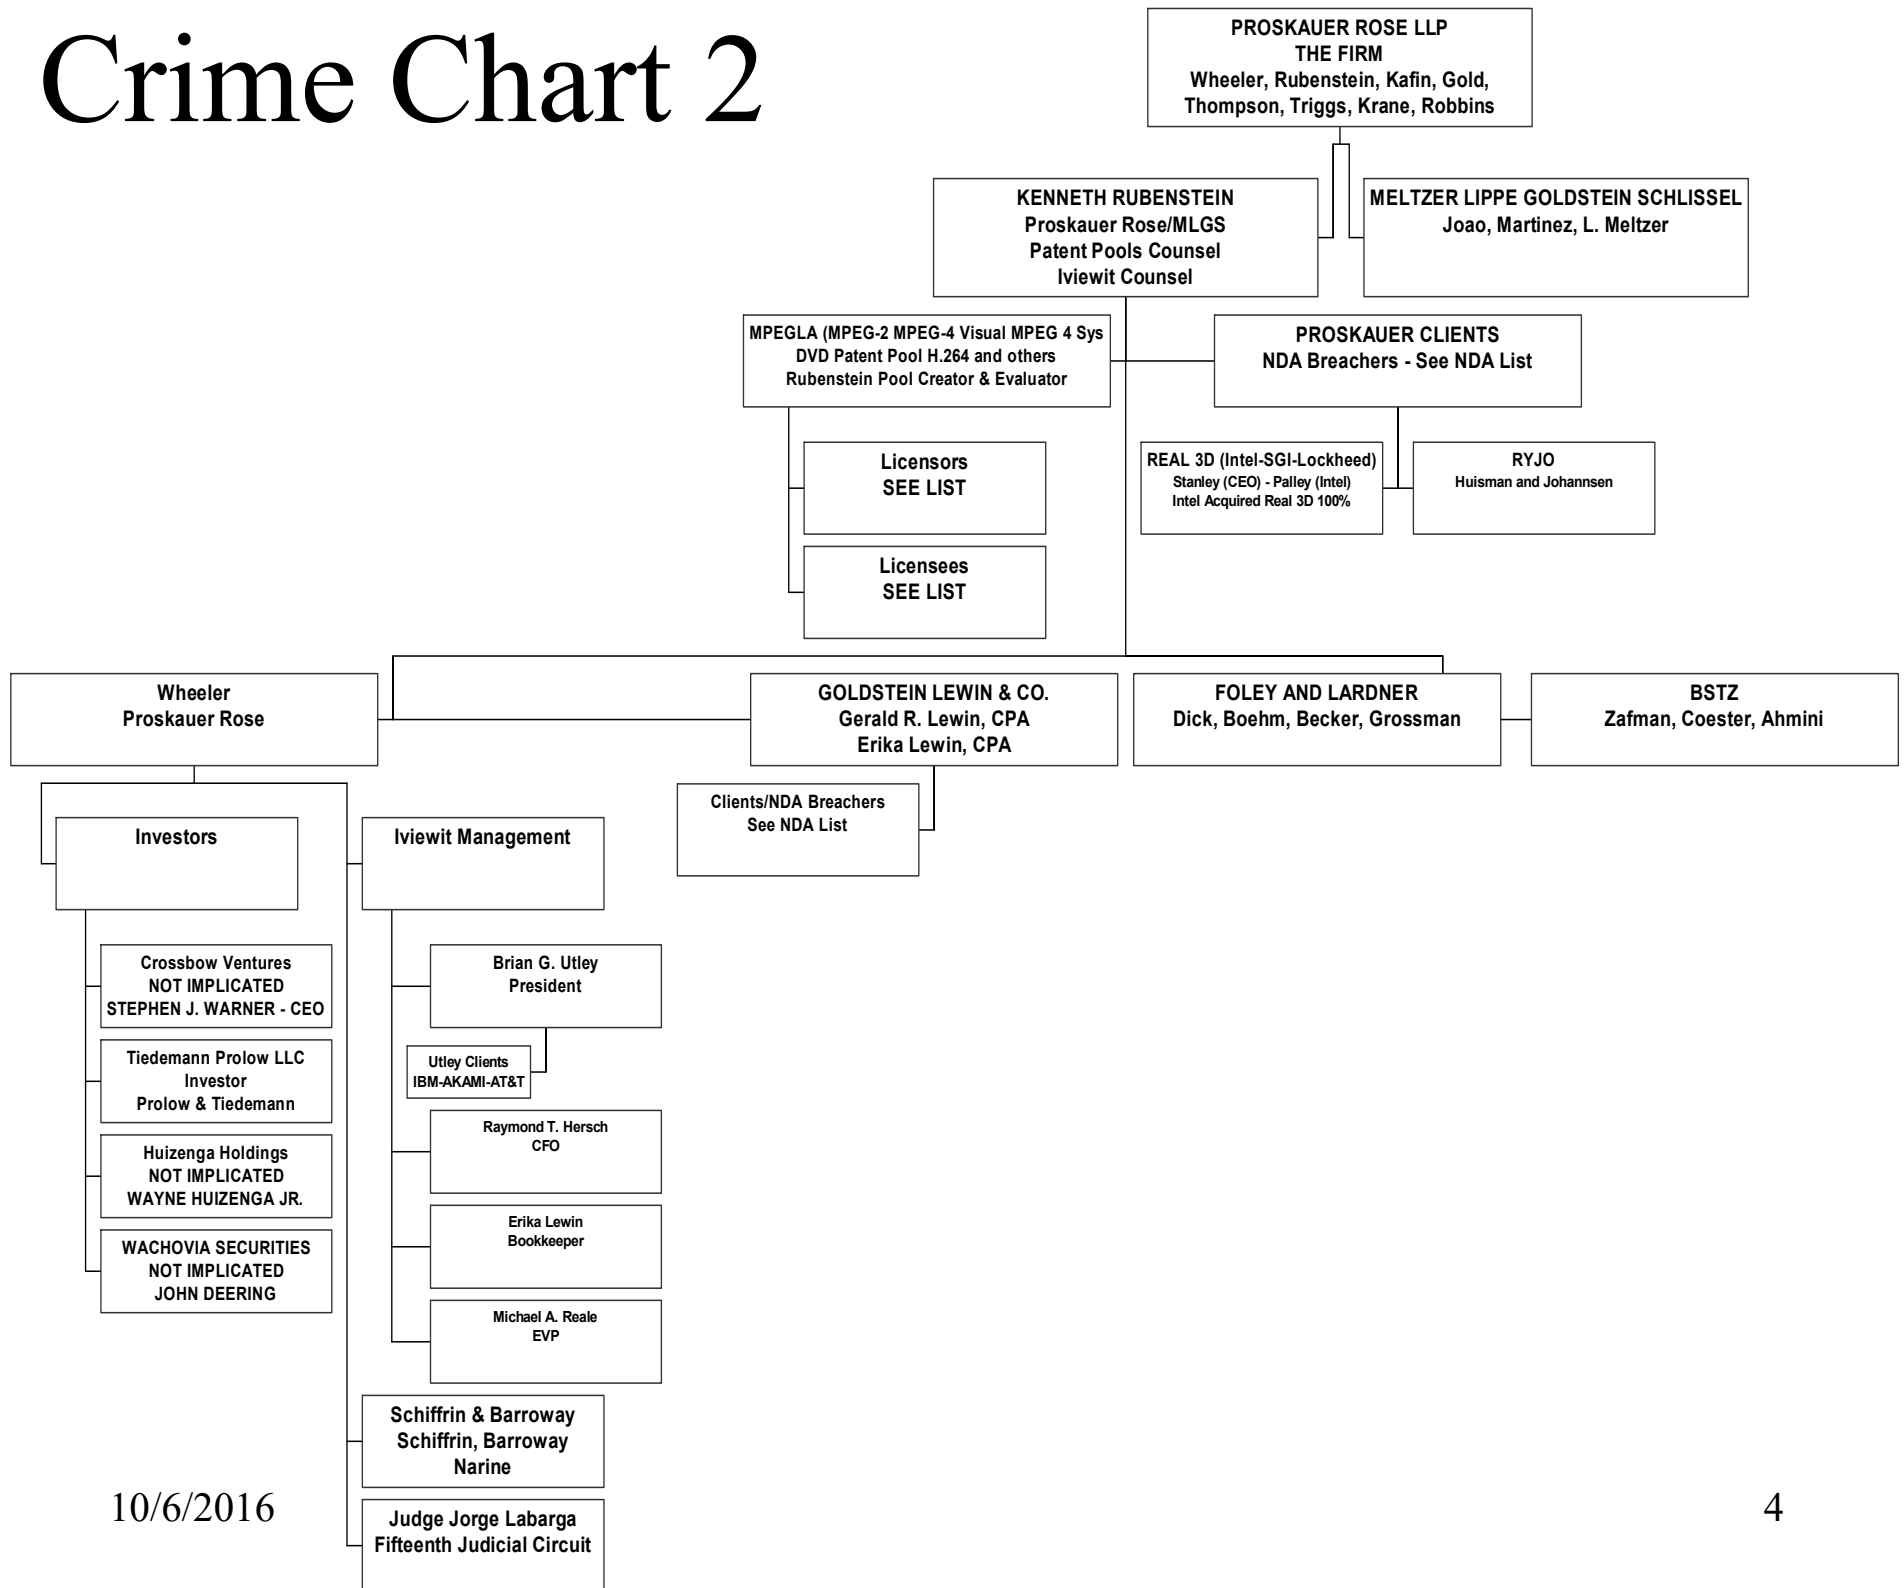 Crime Chart 2
PROSKAUER ROSE LLP
THE FIRM
Wheeler, Rubenstein, Kafin, Gold,
Thompson, Triggs, Krane, Robbins
KENNETH RUBENSTEIN
Proskauer Rose/MLGS
Patent Pools Counsel
Iviewit Counsel
MELTZER LIPPE GOLDSTEIN SCHLISSEL
Joao, Martinez, L. Meltzer
MPEGLA (MPEG-2 MPEG-4 Visual MPEG 4 Sys
DVD Patent Pool H.264 and others
Rubenstein Pool Creator & Evaluator
PROSKAUER CLIENTS
NDA Breachers - See NDA List
Licensors
SEE LIST
REAL 3D (Intel-SGI-Lockheed)
Stanley (CEO) - Palley (Intel)
Intel Acquired Real 3D 100%
RYJO
Huisman and Johannsen
Licensees
SEE LIST
Wheeler
Proskauer Rose
GOLDSTEIN LEWIN & CO.
Gerald R. Lewin, CPA
Erika Lewin, CPA
FOLEY AND LARDNER
Dick, Boehm, Becker, Grossman
BSTZ
Zafman, Coester, Ahmini
Clients/NDA Breachers
See NDA List
Investors
Iviewit Management
Crossbow Ventures
NOT IMPLICATED
STEPHEN J. WARNER - CEO
Tiedemann Prolow LLC
Investor
Prolow & Tiedemann
Huizenga Holdings
NOT IMPLICATED
WAYNE HUIZENGA JR.
WACHOVIA SECURITIES
NOT IMPLICATED
JOHN DEERING
Brian G. Utley
President
Utley Clients
IBM-AKAMI-AT&T
Raymond T. Hersch
CFO
Erika Lewin
Bookkeeper
Michael A. Reale
EVP
Schiffrin & Barroway
Schiffrin, Barroway
Narine
Judge Jorge Labarga
Fifteenth Judicial Circuit
10/6/2016
4